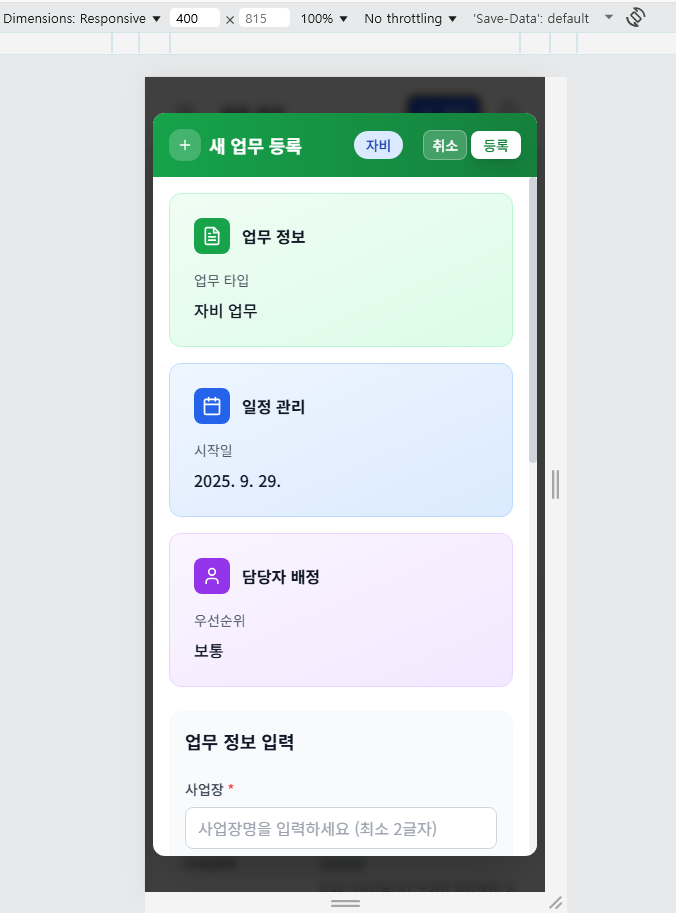 Dimensions: Responsive ▼ 400 × 815 100% ▼ No throttling ▼ 'Save-Data': default
+ 새 업무 등록 자비 취소 등록
업무 정보
업무 타입
자비 업무
일정 관리
시작일
2025. 9. 29.
담당자 배정
우선순위
보통
업무 정보 입력
사업장 *
사업장명을 입력하세요 (최소 2글자)